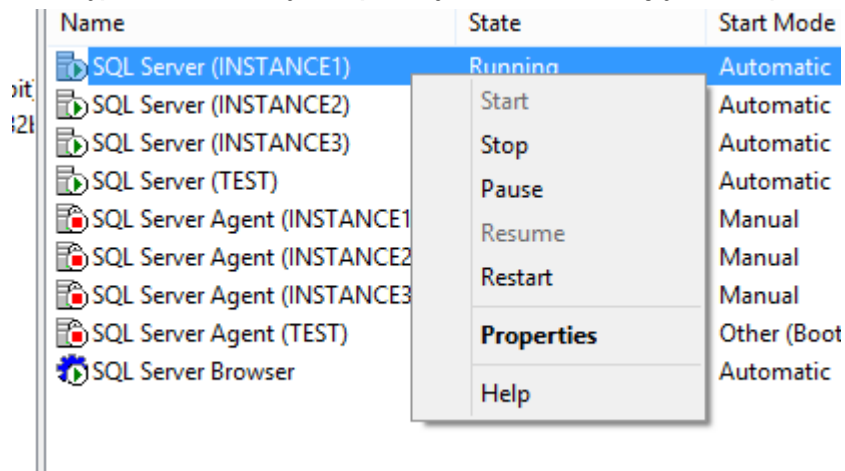 Name State Start Mode
SQL Server (INSTANCE1) Running Automatic
SQL Server (INSTANCE2) Automatic
SQL Server (INSTANCE3) Automatic
SQL Server (TEST) Automatic
SQL Server Agent (INSTANCE1 Manual
SQL Server Agent (INSTANCE2 Manual
SQL Server Agent (INSTANCE3 Manual
SQL Server Agent (TEST) Other (Boot
SQL Server Browser Automatic
Start
Stop
Pause
Resume
Restart
Properties
Help